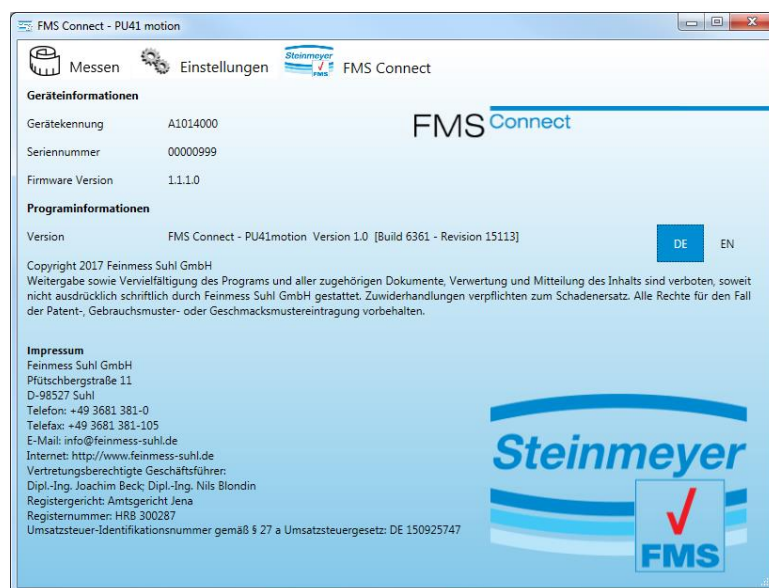 FMS Connect - PU41 motion
Messen
Einstellungen
Steinmeyer
FMS
FMS Connect
Geräteinformationen
Gerätekennung A1014000
FMS Connect
Seriennummer 00000999
Firmware Version 1.1.1.0
Programinformationen
Version FMS Connect - PU41motion Version 1.0 [Build 6361 - Revision 15113]
DE EN
Copyright 2017 Feinmess Suhl GmbH
Weitergabe sowie Vervielfältigung des Programs und aller zugehörigen Dokumente, Verwertung und Mitteilung des Inhalts sind verboten, soweit
nicht ausdrücklich schriftlich durch Feinmess Suhl GmbH gestattet. Zuwiderhandlungen verpflichten zum Schadenersatz. Alle Rechte für den Fall
der Patent-, Gebrauchsmuster- oder Geschmacksmustereintragung vorbehalten.
Impressum
Feinmess Suhl GmbH
Pfütschbergstraße 11
D-98527 Suhl
Telefon: +49 3681 381-0
Telefax: +49 3681 381-105
E-Mail: info@feinmess-suhl.de
Internet: http://www.feinmess-suhl.de
Vertretungsberechtigte Geschäftsführer:
Dipl.-Ing. Joachim Beck; Dipl.-Ing. Nils Blondin
Registergericht: Amtsgericht Jena
Registernummer: HRB 300287
Umsatzsteuer-Identifikationsnummer gemäß § 27 a Umsatzsteuergesetz: DE 150925747
Steinmeyer
FMS